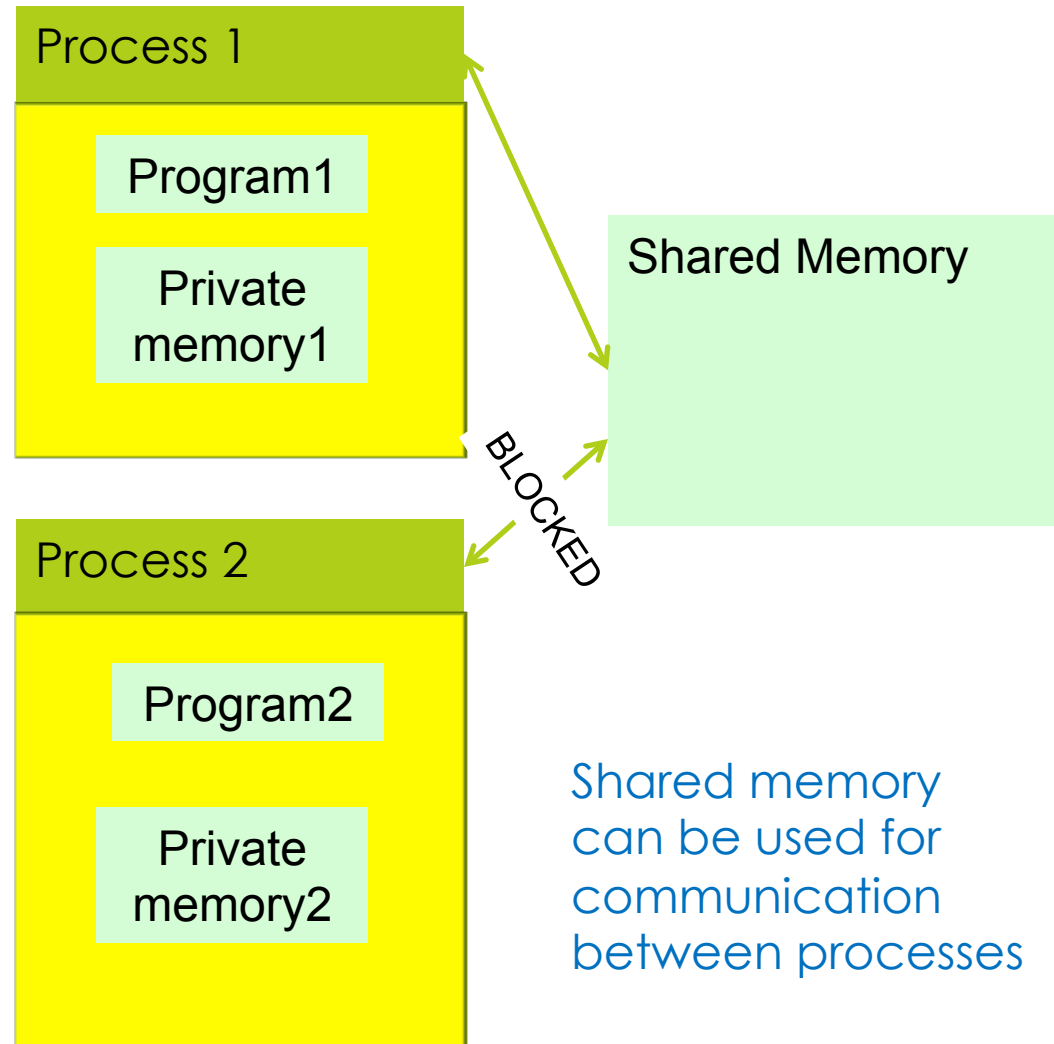 Process 1
Program1
Private
memory1
Shared Memory
BLOCKED
Process 2
Program2
Private
memory2
Shared memory
can be used for
communication
between processes